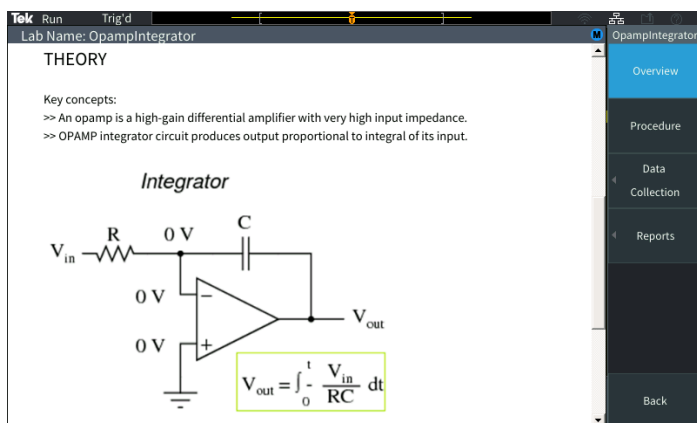 Tek Run Trig'd
Lab Name: OpampIntegrator
M
OpampIntegrator
THEORY
Key concepts:
>> An opamp is a high-gain differential amplifier with very high input impedance.
>> OPAMP integrator circuit produces output proportional to integral of its input.
Integrator
R
0 V
C
Vin
0 V
−
0 V
+
Vout
Vout = ∫0t - Vin/RC dt
Overview
Procedure
Data
Collection
Reports
Back